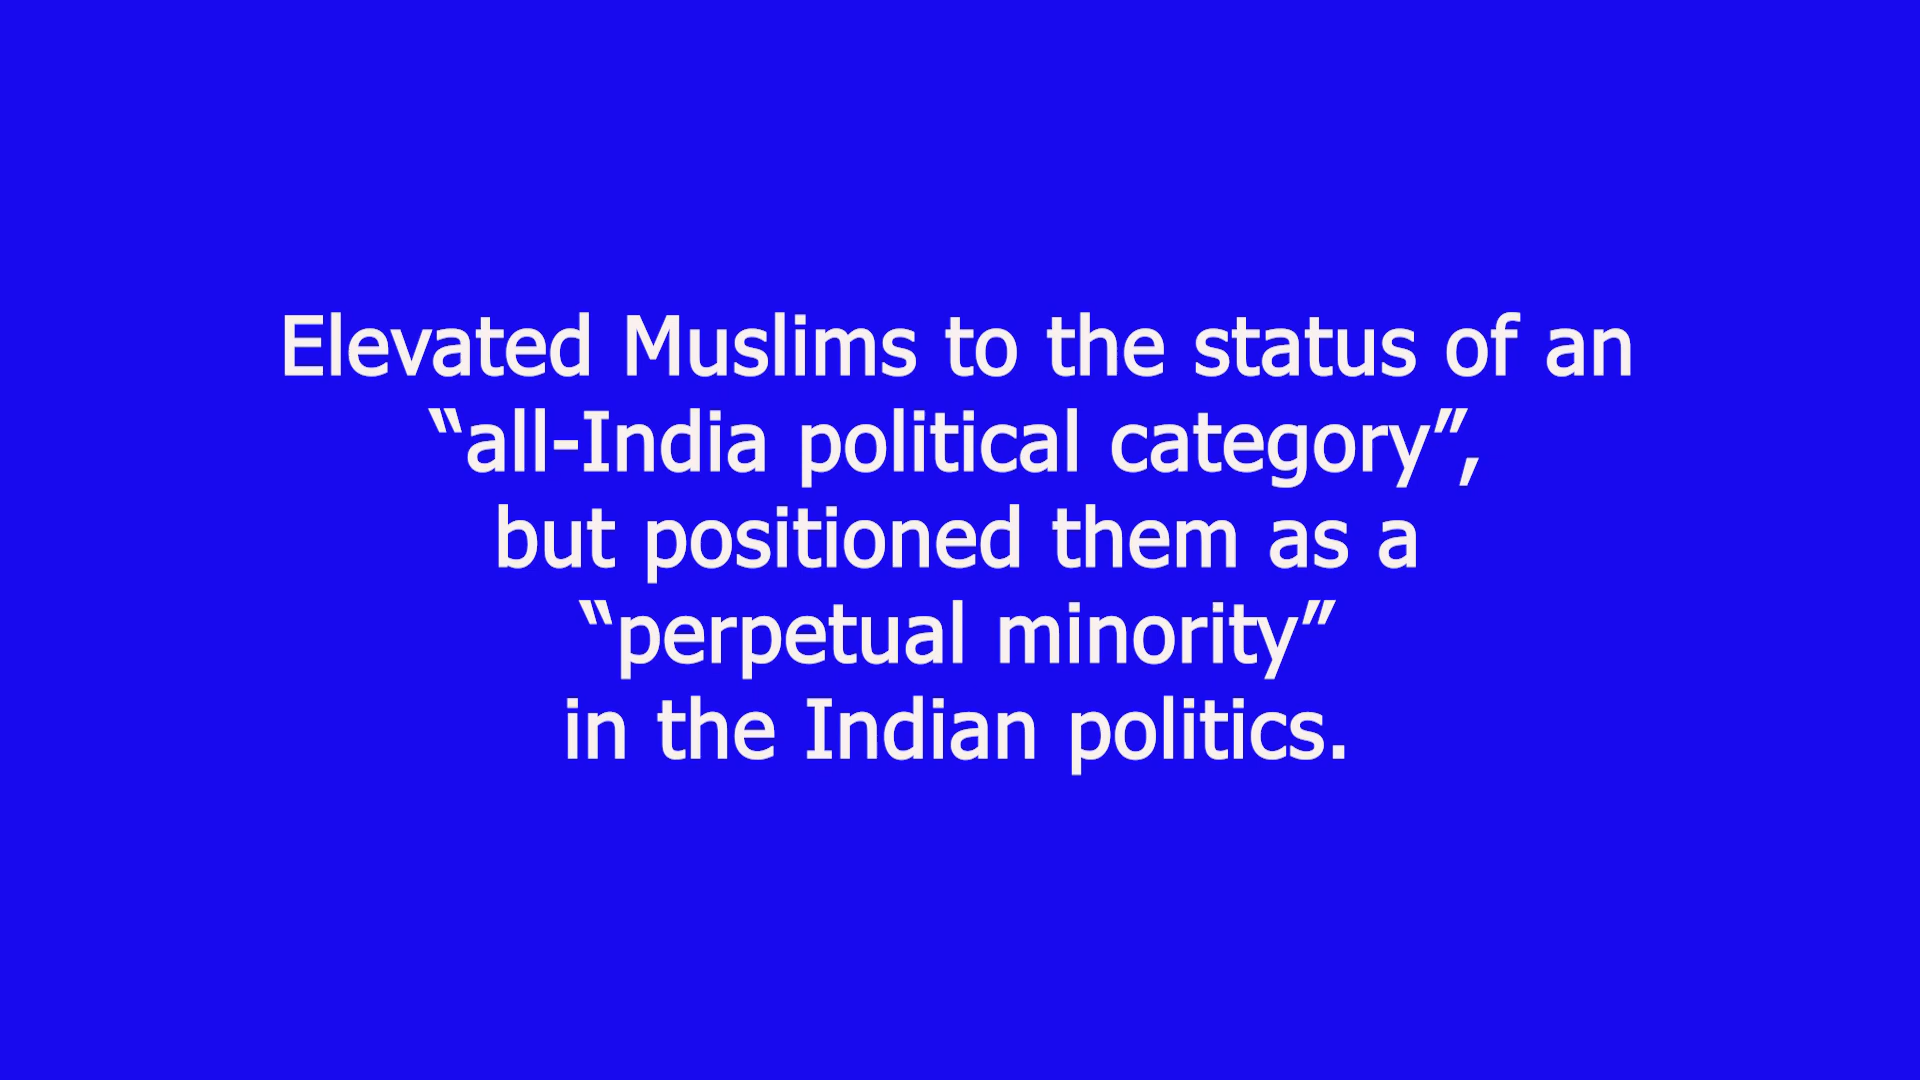 Elevated Muslims to the status of an
“all-India political category”,
but positioned them as a
“perpetual minority”
in the Indian politics.